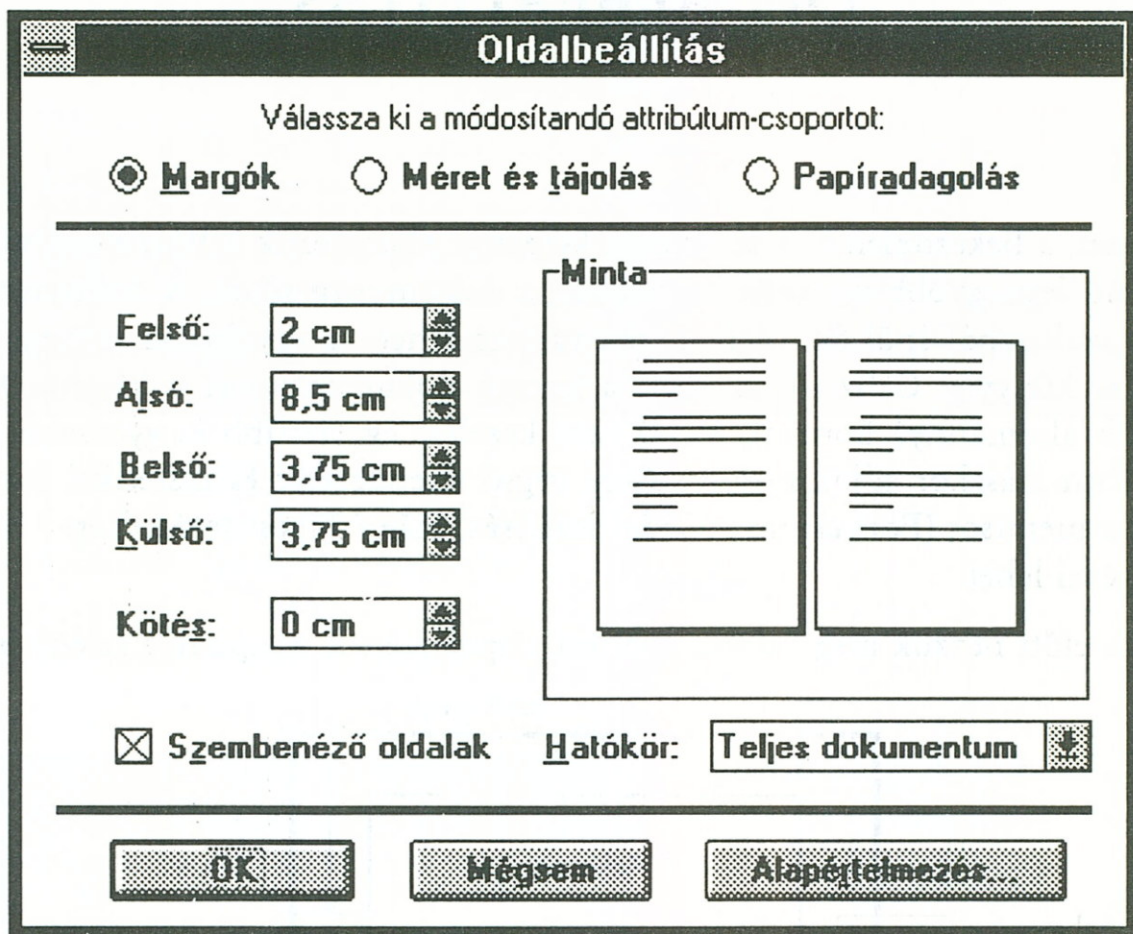 Oldalbeállítás
Válassza ki a módosítandó attribútum-csoportot:
Margók Méret és tájolás Papíradagolás
Minta
Felső: 2 cm
Alsó: 8,5 cm
Belső: 3,75 cm
Külső: 3,75 cm
Kötés: 0 cm
Szembenéző oldalak Hatókör: Teljes dokumentum
OK Mégsem Alapértelmezés...